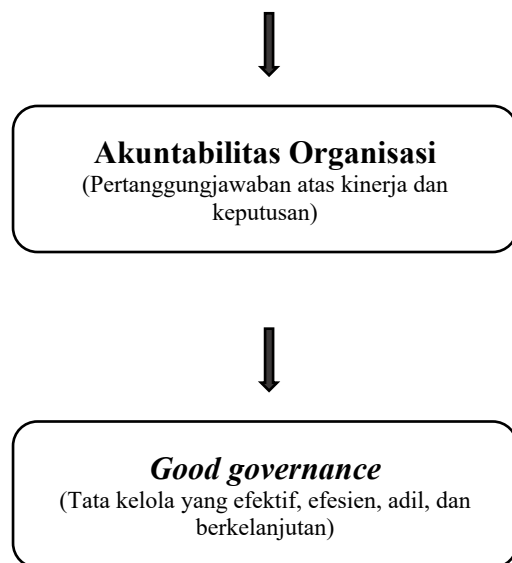 Akuntabilitas Organisasi
(Pertanggungjawaban atas kinerja dan
keputusan)
Good governance
(Tata kelola yang efektif, efesien, adil, dan
berkelanjutan)